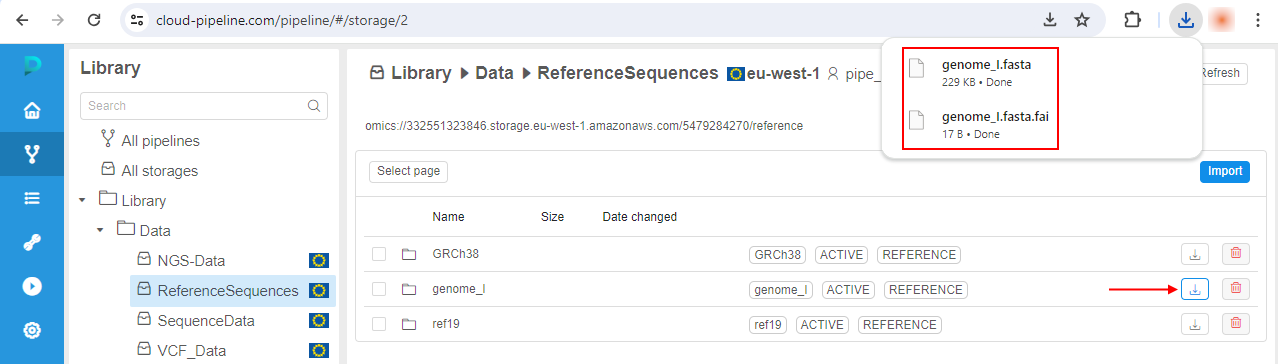 cloud-pipeline.com/pipeline/#/storage/2
genome_I.fasta
229 KB • Done
genome_I.fasta.fai
17 B • Done
Library
Search
All pipelines
All storages
Library
Data
NGS-Data
ReferenceSequences
SequenceData
VCF_Data
Library Data ReferenceSequences eu-west-1 pipe_
Refresh
omics://332551323846.storage.eu-west-1.amazonaws.com/5479284270/reference
Select page
Import
Name Size Date changed
GRCh38 GRCh38 ACTIVE REFERENCE
genome_I genome_I ACTIVE REFERENCE
ref19 ref19 ACTIVE REFERENCE